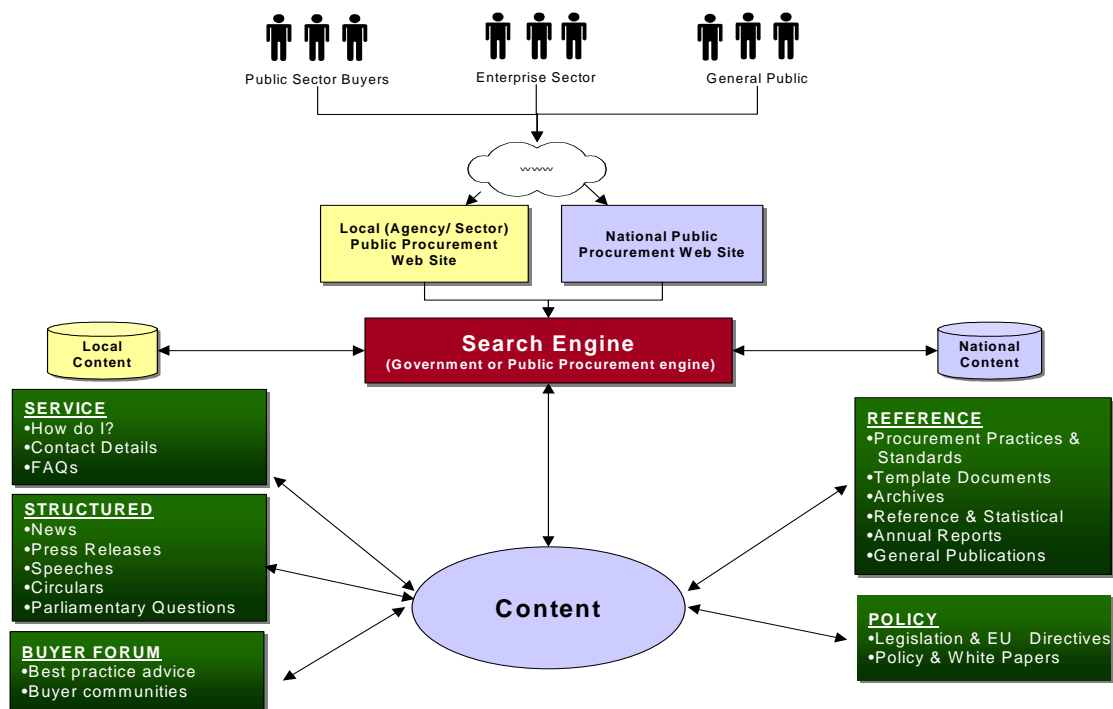 Public Sector Buyers
Enterprise Sector
General Public
www
Local (Agency/ Sector)
Public Procurement
Web Site
National Public
Procurement Web Site
Search Engine
(Government or Public Procurement engine)
Local
Content
National
Content
SERVICE
•How do I?
•Contact Details
•FAQs
STRUCTURED
•News
•Press Releases
•Speeches
•Circulars
•Parliamentary Questions
BUYER FORUM
•Best practice advice
•Buyer communities
Content
REFERENCE
•Procurement Practices &
Standards
•Template Documents
•Archives
•Reference & Statistical
•Annual Reports
•General Publications
POLICY
•Legislation & EU Directives
•Policy & White Papers